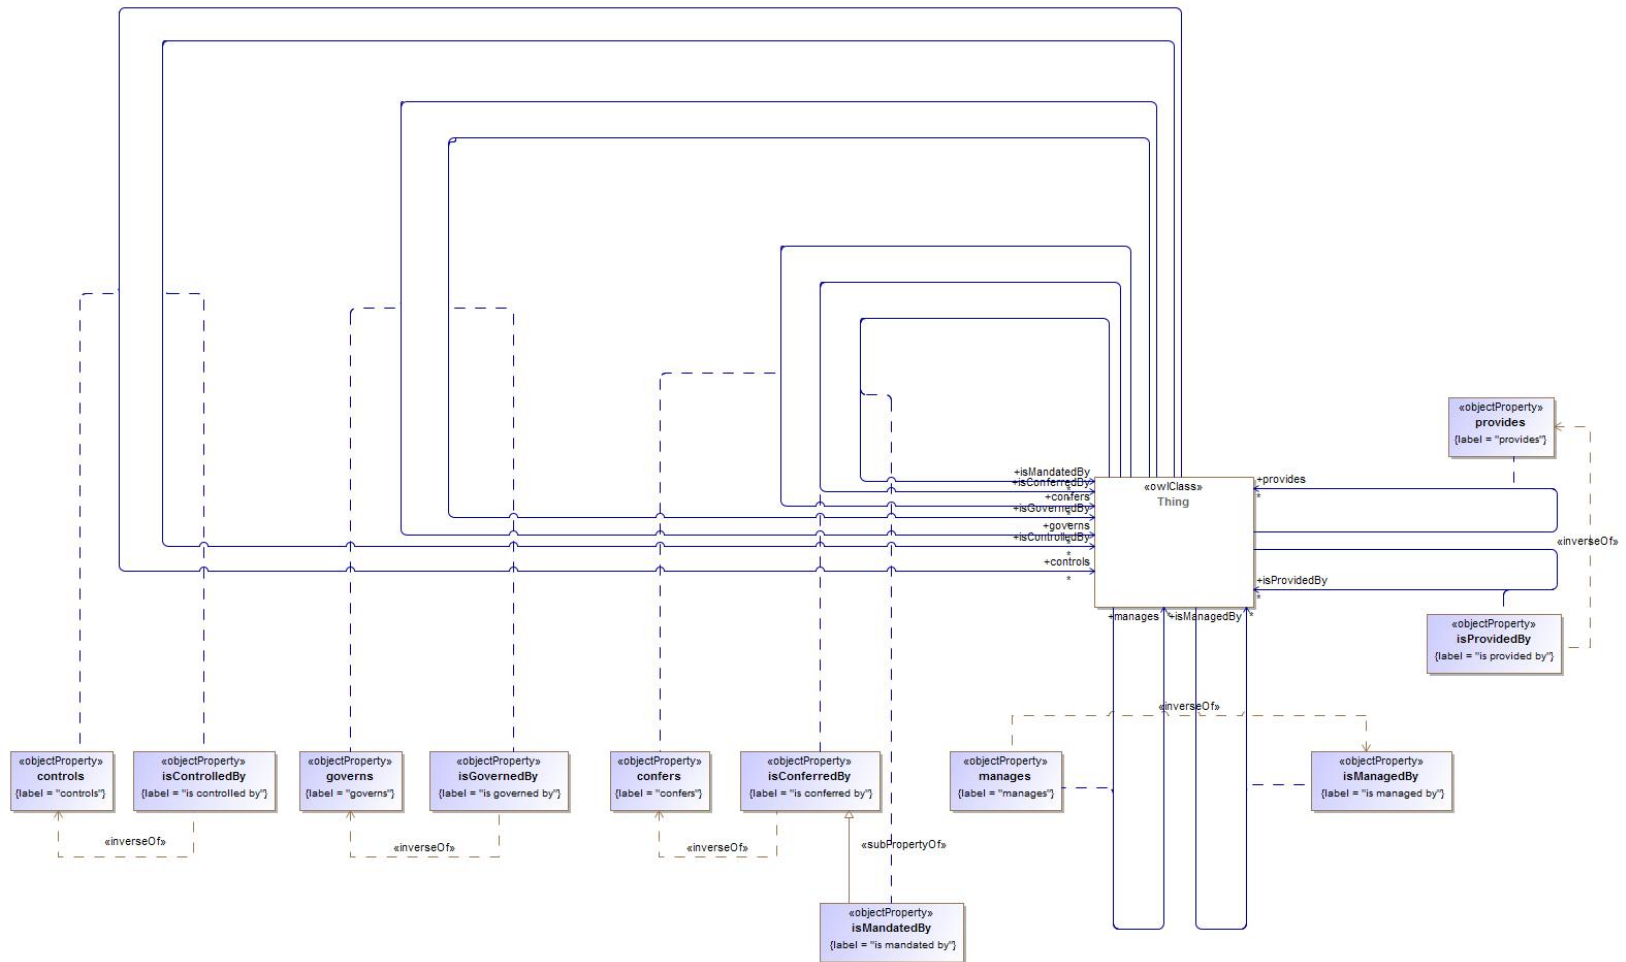 «objectProperty»
provides
{label = "provides"}
+isMandatedBy
+isConferredBy
*
+confers
*
+isGovernedBy
*
+governs
*
+isControlledBy
*
*
+controls
*
«owlClass»
Thing
+provides
*
«inverseOf»
+isProvidedBy
*
+manages
*
+isManagedBy
*
«objectProperty»
isProvidedBy
{label = "is provided by"}
«inverseOf»
«objectProperty»
controls
{label = "controls"}
«objectProperty»
isControlledBy
{label = "is controlled by"}
«objectProperty»
governs
{label = "governs"}
«objectProperty»
isGovernedBy
{label = "is governed by"}
«objectProperty»
confers
{label = "confers"}
«objectProperty»
isConferredBy
{label = "is conferred by"}
«objectProperty»
manages
{label = "manages"}
«objectProperty»
isManagedBy
{label = "is managed by"}
«inverseOf»
«inverseOf»
«inverseOf»
«subPropertyOf»
«objectProperty»
isMandatedBy
{label = "is mandated by"}